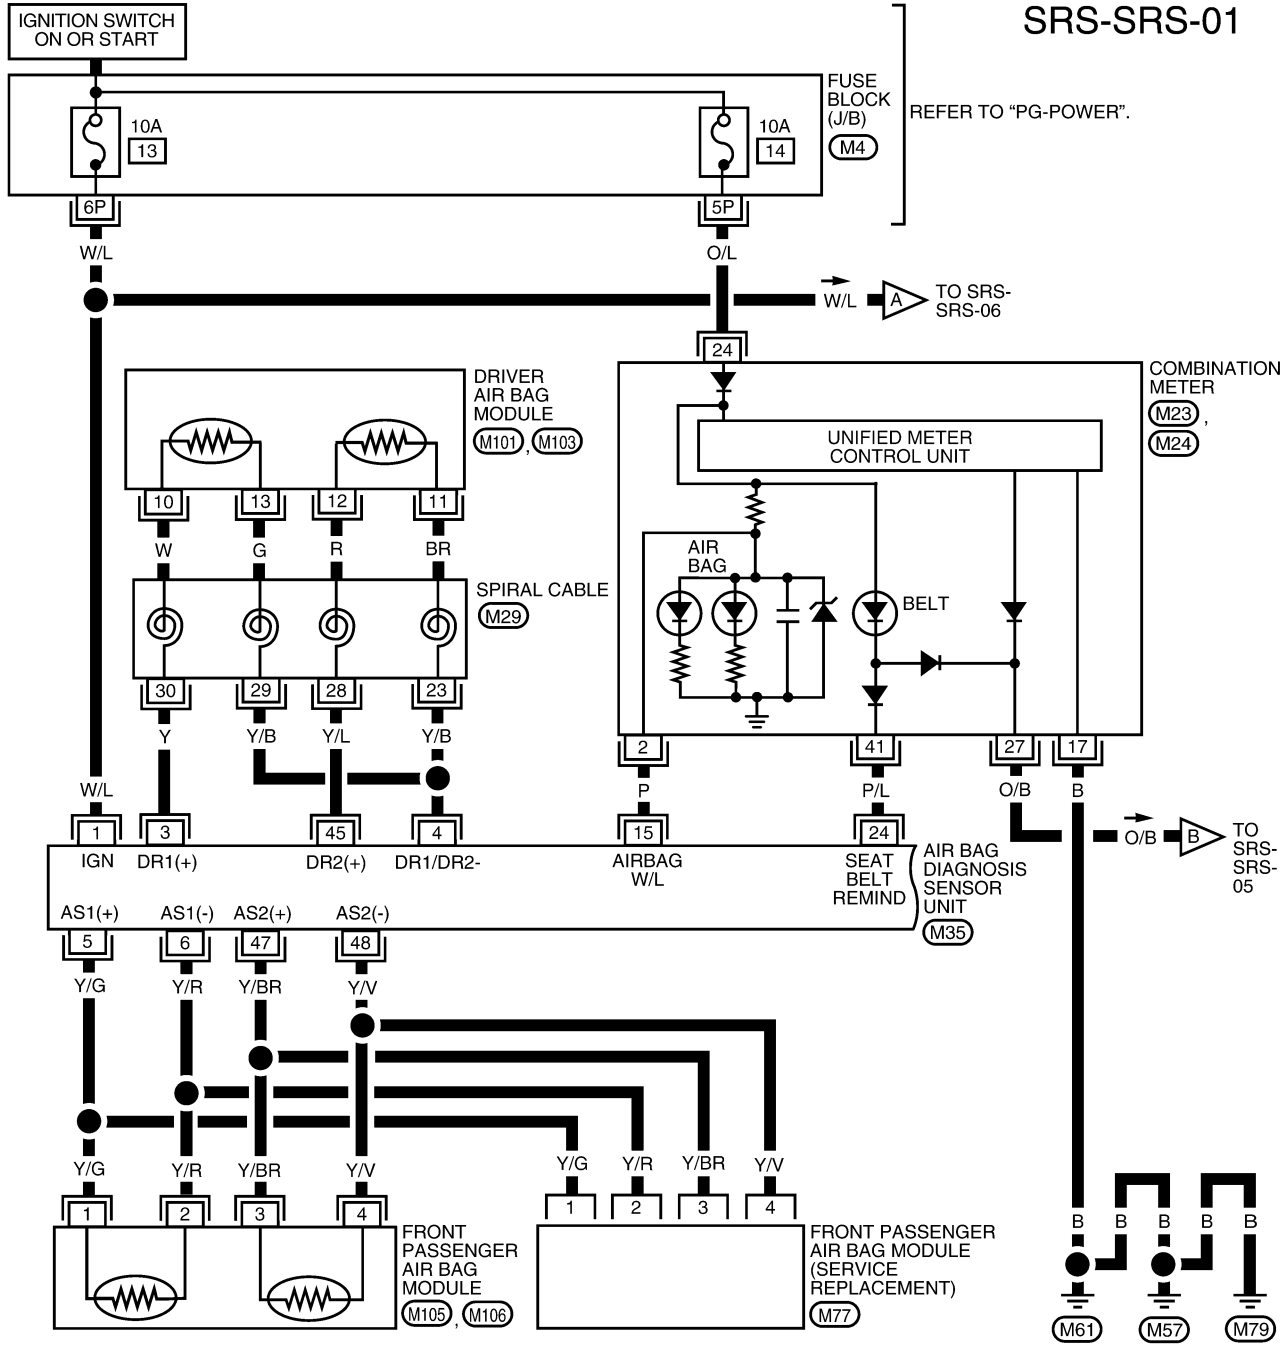 SRS-SRS-01
IGNITION SWITCH
ON OR START
FUSE
BLOCK
(J/B)
M4
REFER TO “PG-POWER”.
10A
13
10A
14
6P
5P
W/L
O/L
W/L
A
TO SRS-
SRS-06
24
COMBINATION
METER
M23 ,
M24
DRIVER
AIR BAG
MODULE
M101 , M103
UNIFIED METER
CONTROL UNIT
10
13
12
11
W
G
R
BR
AIR
BAG
BELT
SPIRAL CABLE
M29
30
29
28
23
Y
Y/B
Y/L
Y/B
2
41
27
17
P
P/L
O/B
B
W/L
1
3
45
4
15
24
O/B
B
TO
SRS-
SRS-
05
IGN
DR1(+)
DR2(+)
DR1/DR2-
AIRBAG
W/L
SEAT
BELT
REMIND
AIR BAG
DIAGNOSIS
SENSOR
UNIT
M35
AS1(+)
AS1(-)
AS2(+)
AS2(-)
5
6
47
48
Y/G
Y/R
Y/BR
Y/V
Y/G
Y/R
Y/BR
Y/V
Y/G
Y/R
Y/BR
Y/V
1
2
3
4
1
2
3
4
FRONT
PASSENGER
AIR BAG
MODULE
M105 , M106
FRONT PASSENGER
AIR BAG MODULE
(SERVICE
REPLACEMENT)
M77
B
B
B
B
B
M61
M57
M79